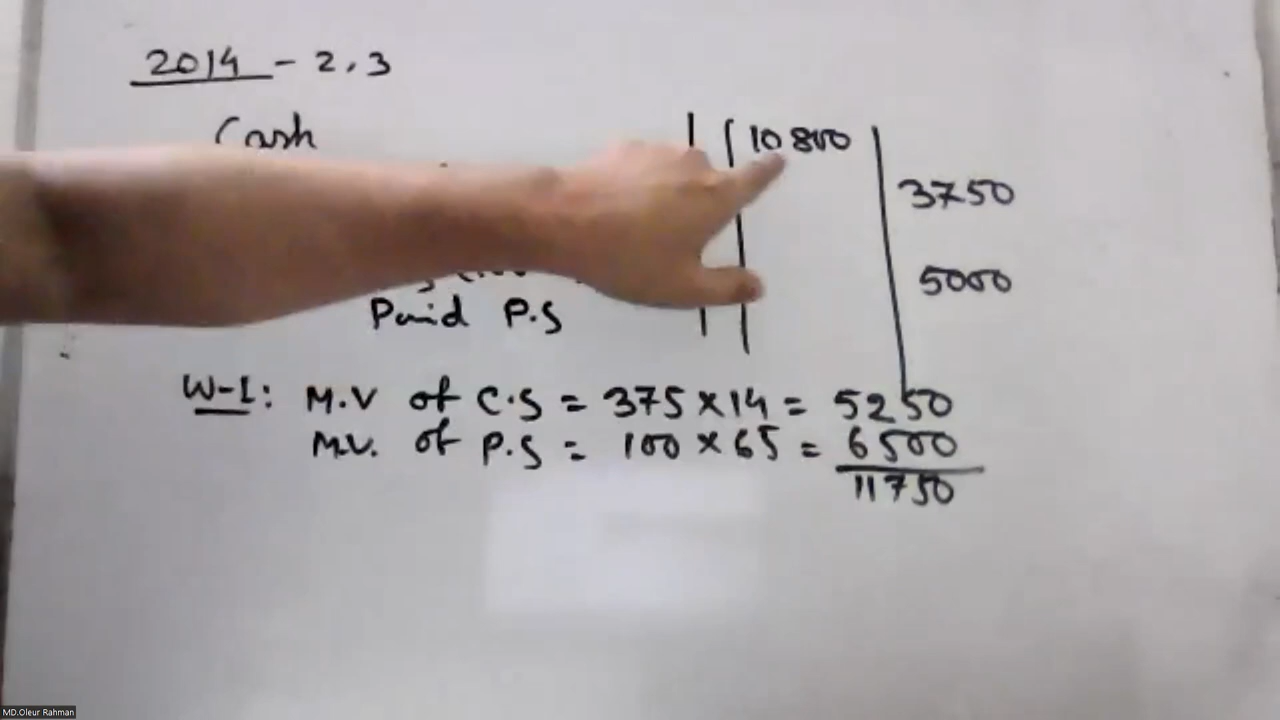 2014 - 2.3
Cash 10800
3750
5000
Paid P.S
W-1: M.V of C.S = 375 × 14 = 5250
M.V. of P.S = 100 × 65 = 6500
11750
MD.Oleur Rahman